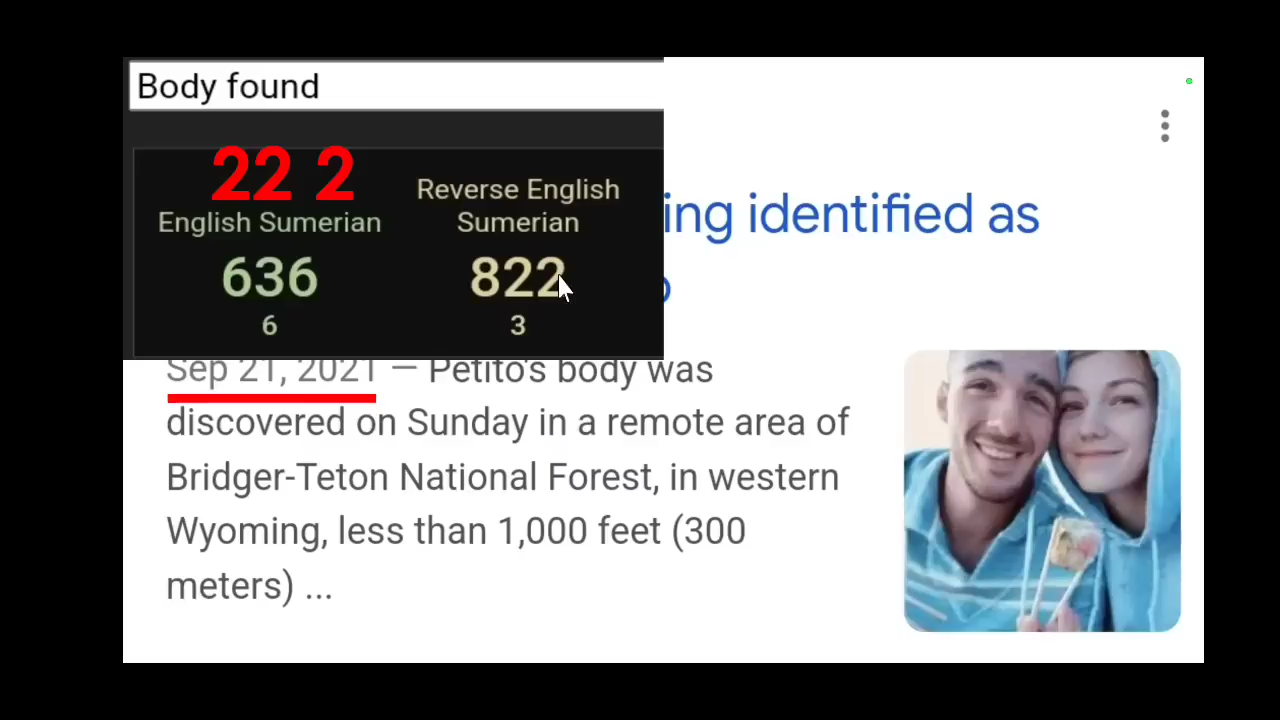 Body found
22 2
English Sumerian
636
6
Reverse English
Sumerian
822
3
ing identified as
Sep 21, 2021 — Petito's body was
discovered on Sunday in a remote area of
Bridger-Teton National Forest, in western
Wyoming, less than 1,000 feet (300
meters) ...